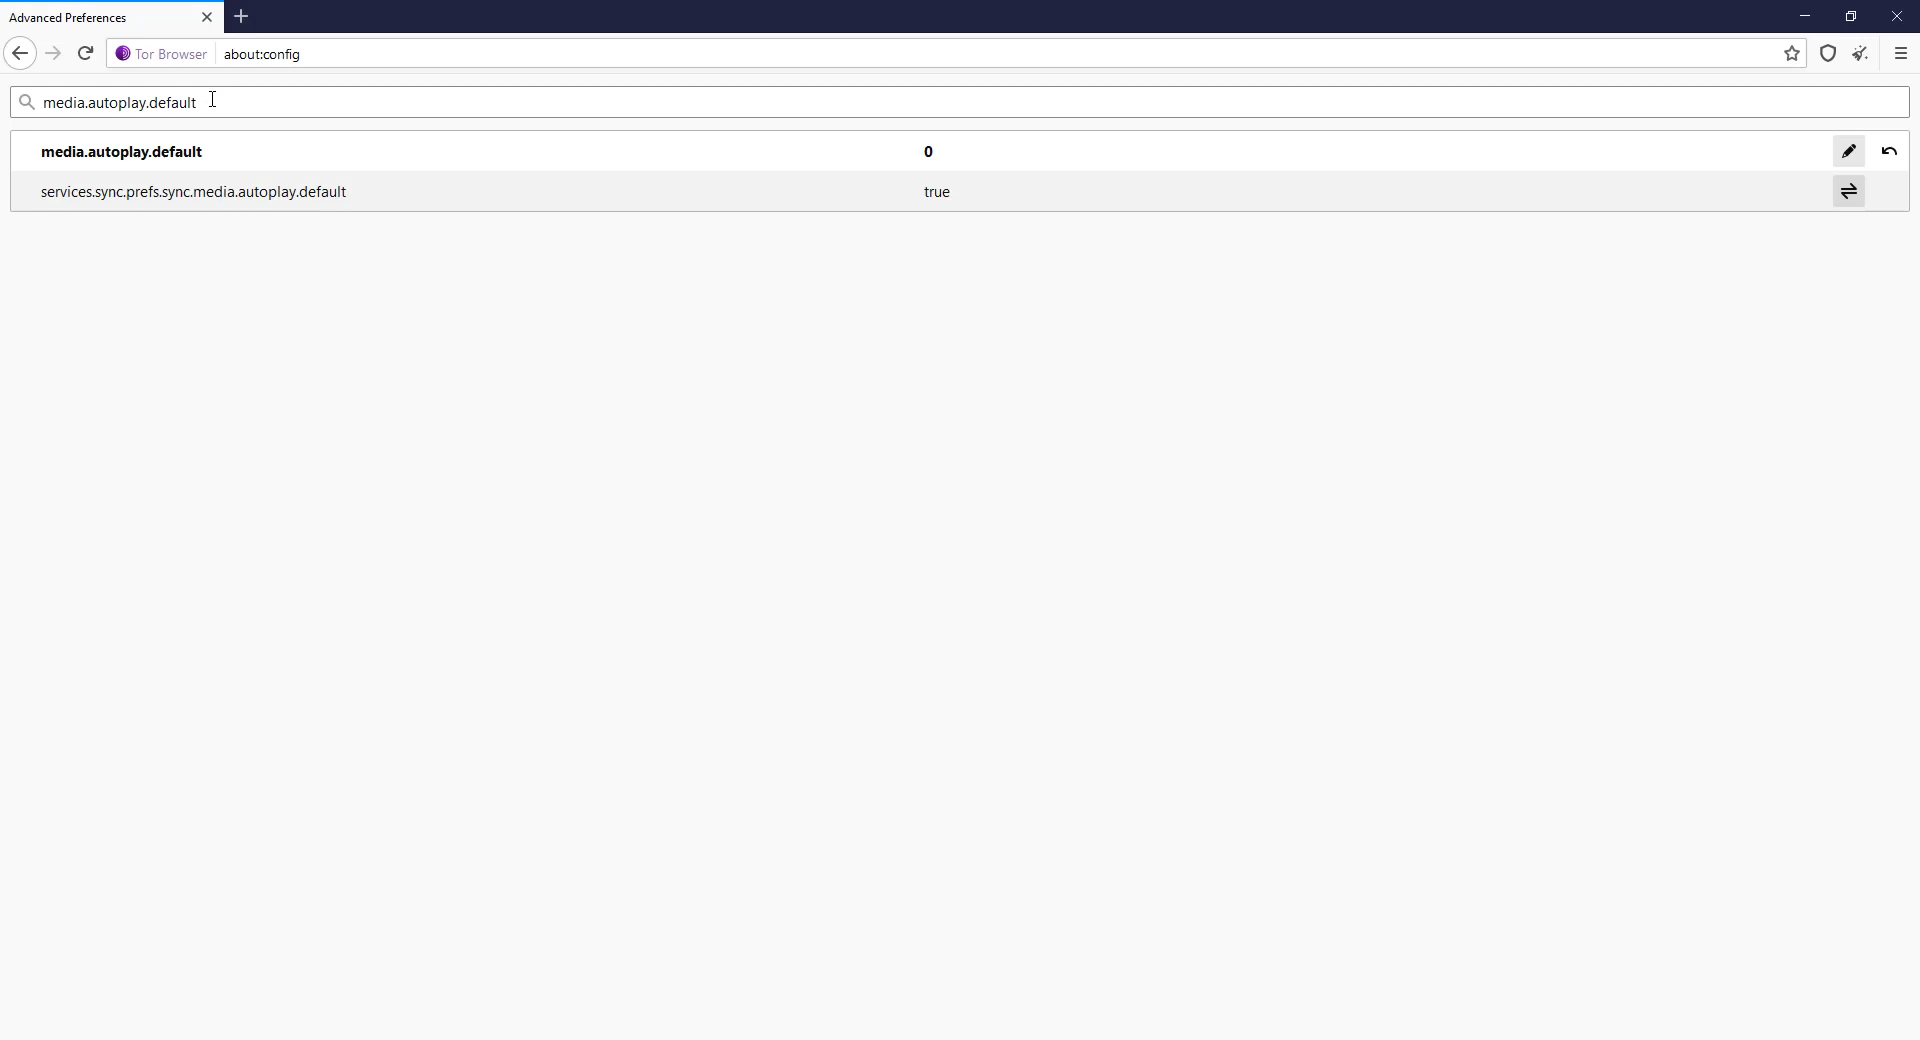 Advanced Preferences
Tor Browser about:config
media.autoplay.default
media.autoplay.default 0
services.sync.prefs.sync.media.autoplay.default true